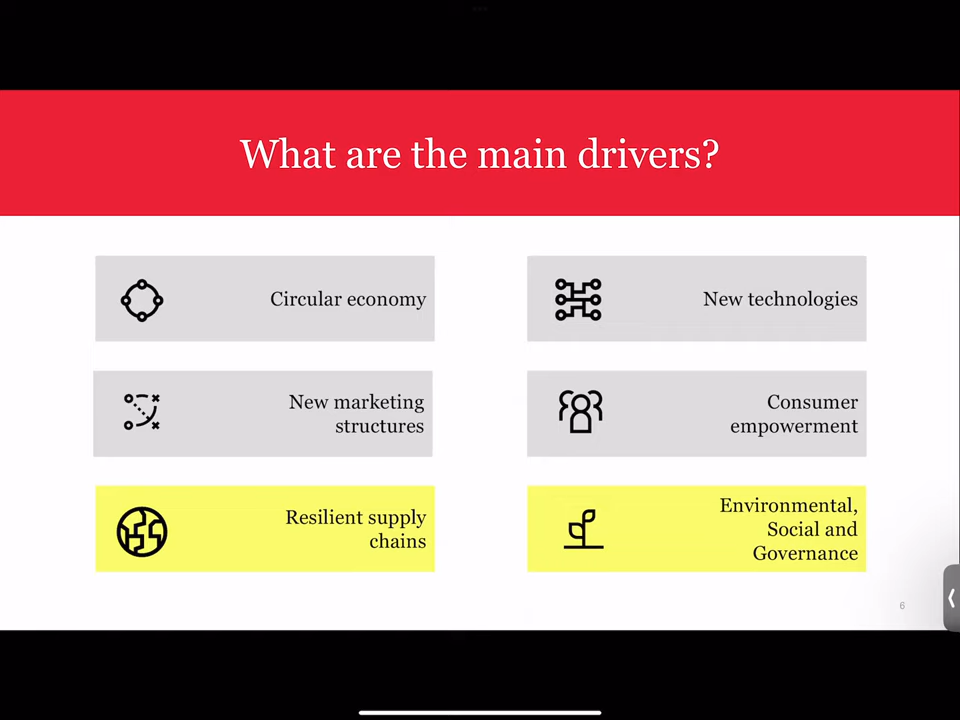 What are the main drivers?
Circular economy
New technologies
New marketing
structures
Consumer
empowerment
Resilient supply
chains
Environmental,
Social and
Governance
6